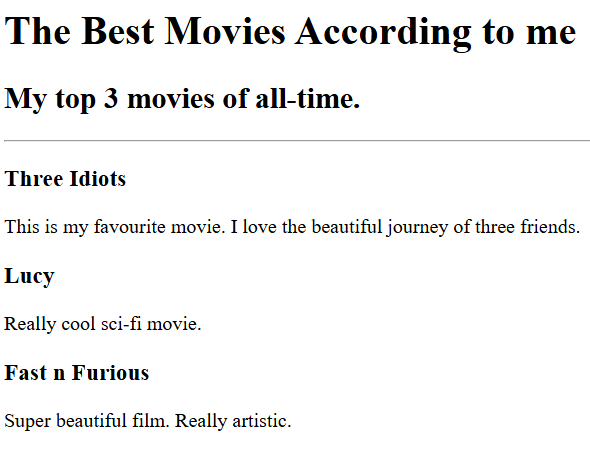 The Best Movies According to me
My top 3 movies of all-time.
Three Idiots
This is my favourite movie. I love the beautiful journey of three friends.
Lucy
Really cool sci-fi movie.
Fast n Furious
Super beautiful film. Really artistic.